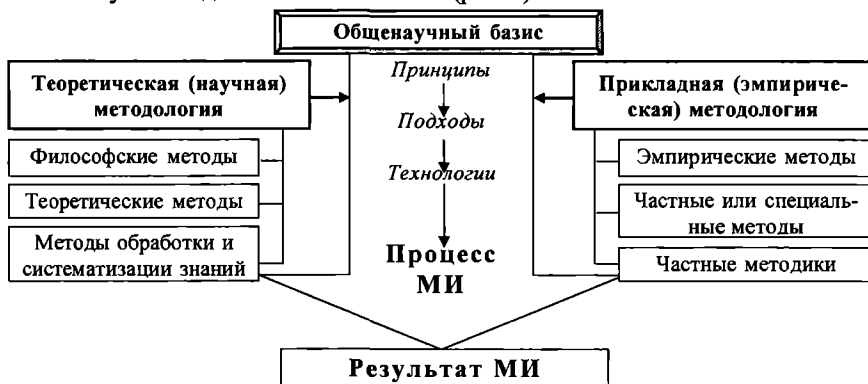 Общенаучный базис
Теоретическая (научная)
методология
Философские методы
Теоретические методы
Методы обработки и
систематизации знаний
Принципы
Подходы
Технологии
Процесс
МИ
Прикладная (эмпириче-
ская) методология
Эмпирические методы
Частные или специаль-
ные методы
Частные методики
Результат МИ